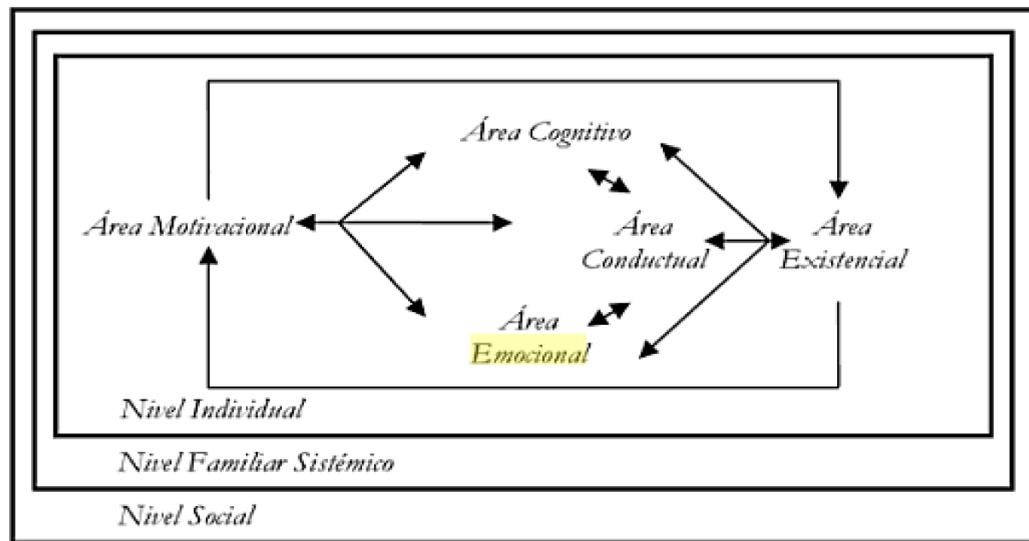 Área Cognitivo
Área Motivacional
Área
Conductual
Área
Existencial
Área
Emocional
Nivel Individual
Nivel Familiar Sistémico
Nivel Social